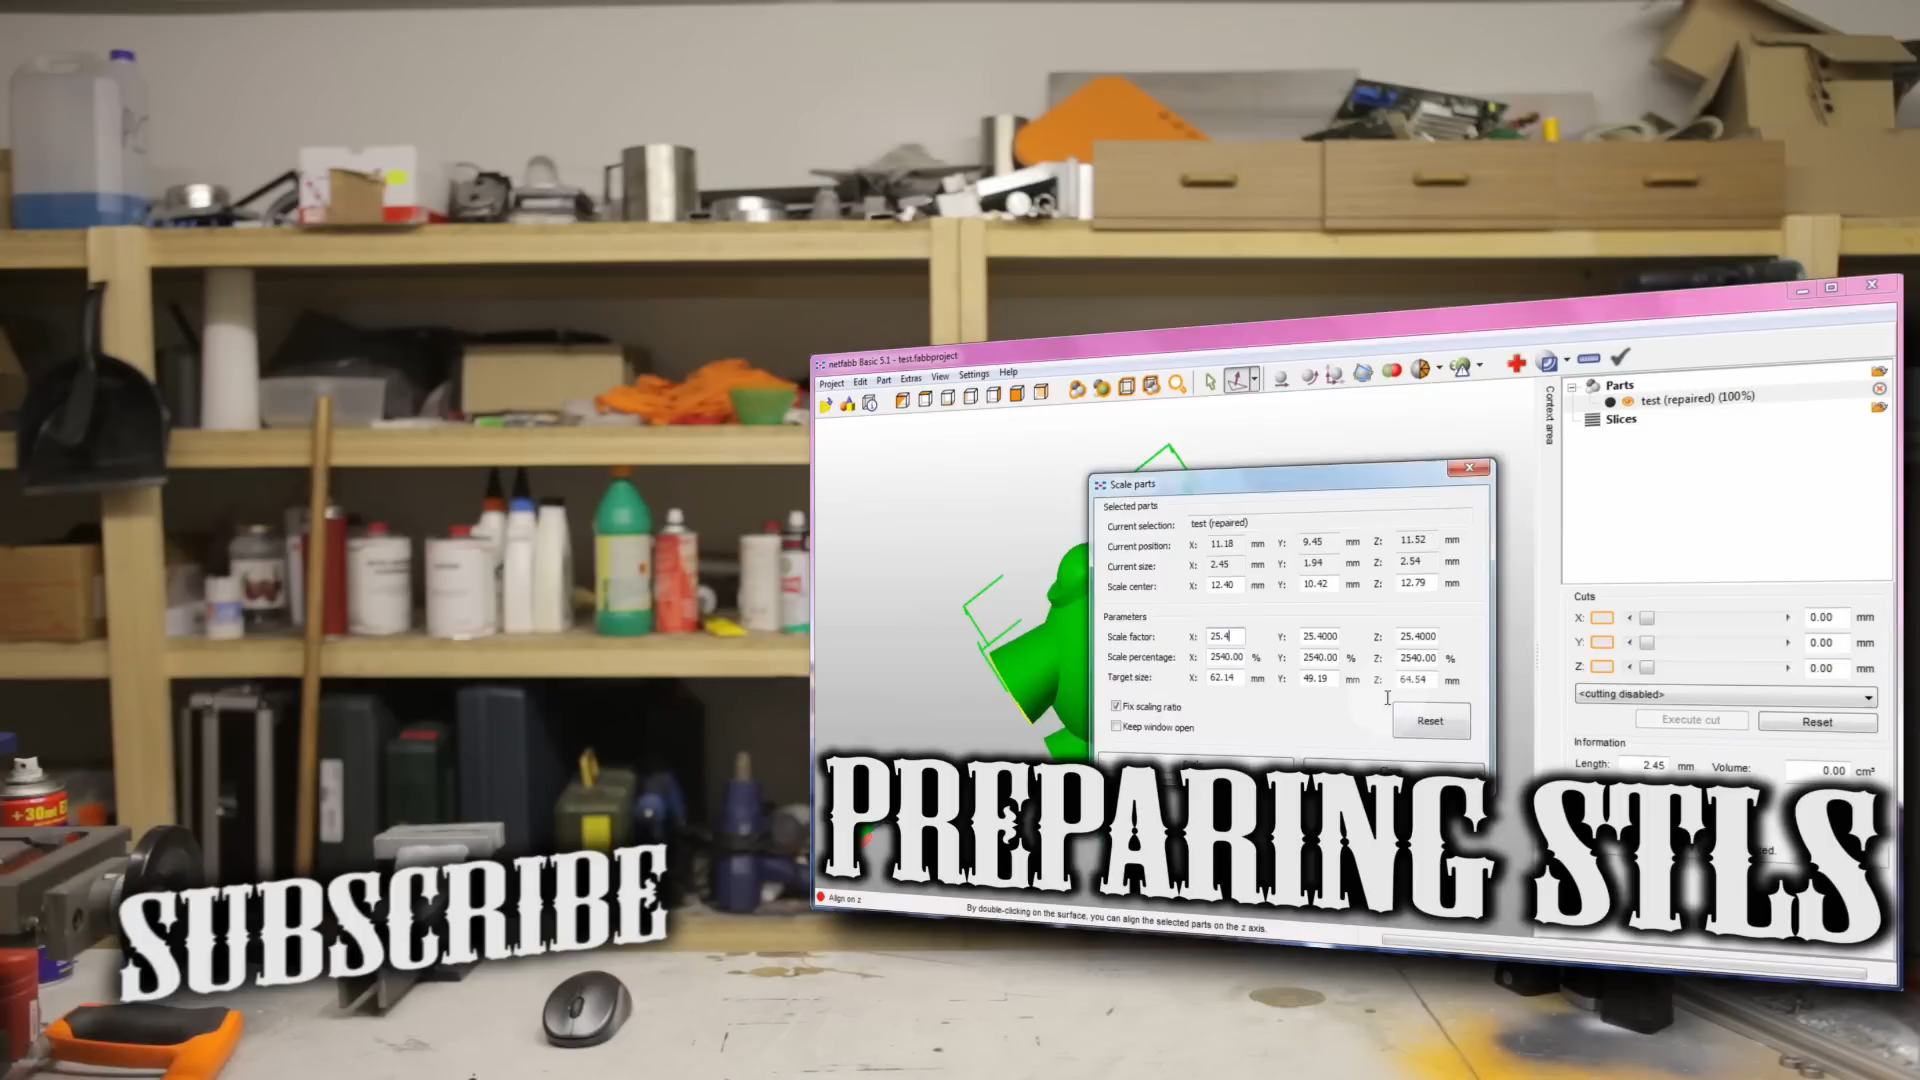 netfabb Basic 5.1 - test.fabbproject
Project Edit Part Extras View Settings Help
Context area
Parts
test (repaired) (100%)
Slices
Scale parts
Selected parts
Current selection: test (repaired)
Current position: X: 11.18 mm Y: 9.45 mm Z: 11.52 mm
Current size: X: 2.45 mm Y: 1.94 mm Z: 2.54 mm
Scale center: X: 12.40 mm Y: 10.42 mm Z: 12.79 mm
Parameters
Scale factor: X: 25.4 Y: 25.4000 Z: 25.4000
Scale percentage: X: 2540.00 % Y: 2540.00 % Z: 2540.00 %
Target size: X: 62.14 mm Y: 49.19 mm Z: 64.54 mm
Fix scaling ratio
Keep window open
Reset
Cuts
X: 0.00 mm
Y: 0.00 mm
Z: 0.00 mm
<cutting disabled>
Execute cut Reset
Information
Length: 2.45 mm Volume: 0.00 cm³
PREPARING STLS
Align on z
By double-clicking on the surface, you can align the selected parts on the z axis.
SUBSCRIBE
+30ml